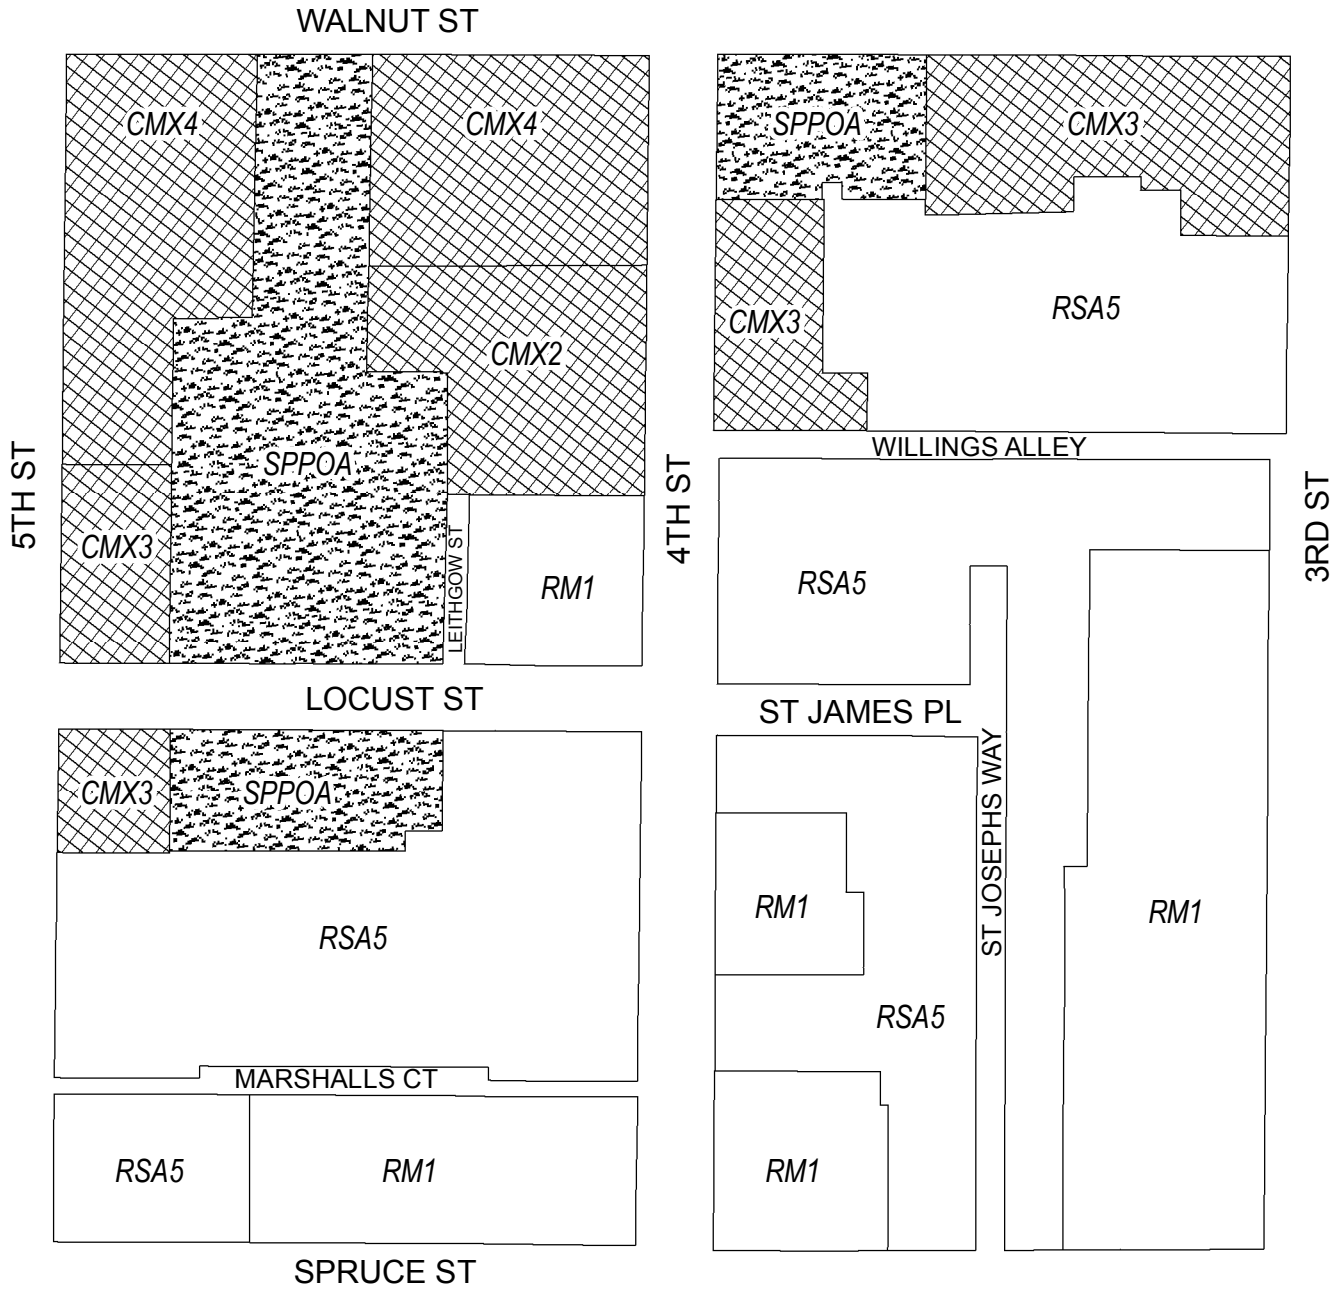 WALNUT ST
CMX4
CMX4
SPPOA
CMX3
CMX3
RSA5
CMX2
WILLINGS ALLEY
5TH ST
SPPOA
4TH ST
3RD ST
CMX3
LEITHGOW ST
RM1
RSA5
LOCUST ST
ST JAMES PL
CMX3
SPPOA
ST JOSEPHS WAY
RM1
RM1
RSA5
RSA5
MARSHALLS CT
RSA5
RM1
RM1
SPRUCE ST